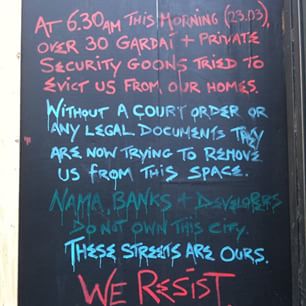 At 6.30am this morning (23.03),
over 30 Gardaí + private
security goons tried to
evict us from our homes.
Without a court order or
any legal documents they
are now trying to remove
us from this space.
NAMA, banks + developers
do not own this city.
These streets are ours.
We Resist